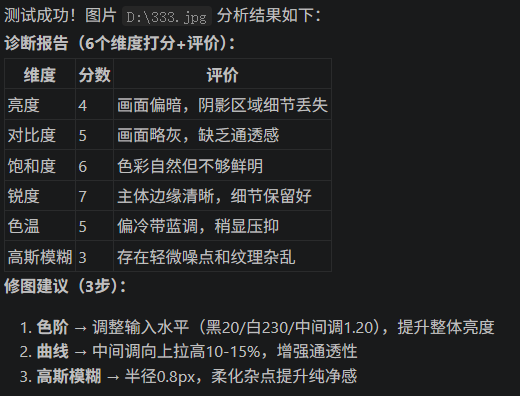 测试成功！图片 D:\333.jpg 分析结果如下：
诊断报告（6个维度打分+评价）：
维度 分数 评价
亮度 4 画面偏暗，阴影区域细节丢失
对比度 5 画面略灰，缺乏通透感
饱和度 6 色彩自然但不够鲜明
锐度 7 主体边缘清晰，细节保留好
色温 5 偏冷带蓝调，稍显压抑
高斯模糊 3 存在轻微噪点和纹理杂乱
修图建议（3步）：
1. 色阶 → 调整输入水平（黑20/白230/中间调1.20），提升整体亮度
2. 曲线 → 中间调向上拉高10-15%，增强通透性
3. 高斯模糊 → 半径0.8px，柔化杂点提升纯净感